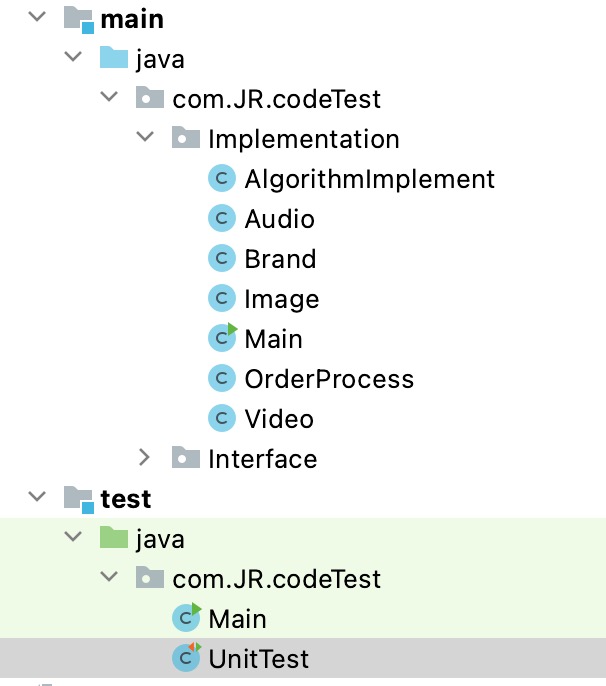 main
java
com.JR.codeTest
Implementation
C AlgorithmImplement
C Audio
C Brand
C Image
C Main
C OrderProcess
C Video
Interface
test
java
com.JR.codeTest
C Main
C UnitTest